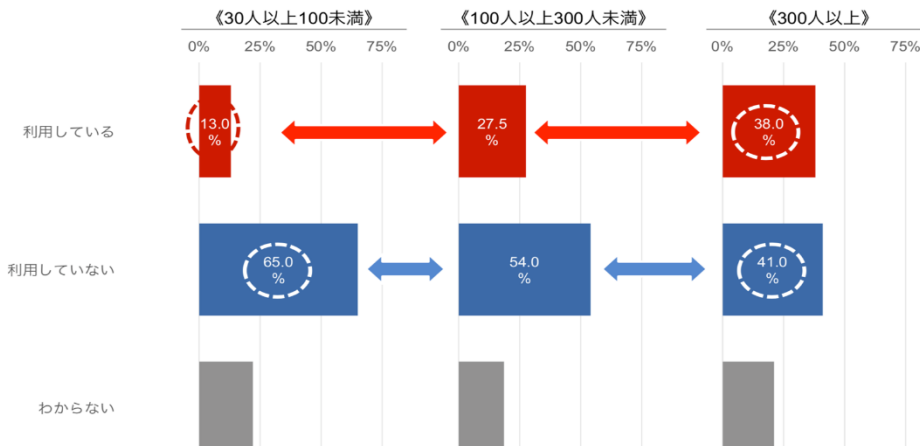 《30人以上100未満》 《100人以上300人未満》 《300人以上》
0% 25% 50% 75% 0% 25% 50% 75% 0% 25% 50% 75%
利用している
13.0
%
27.5
%
38.0
%
利用していない
65.0
%
54.0
%
41.0
%
わからない